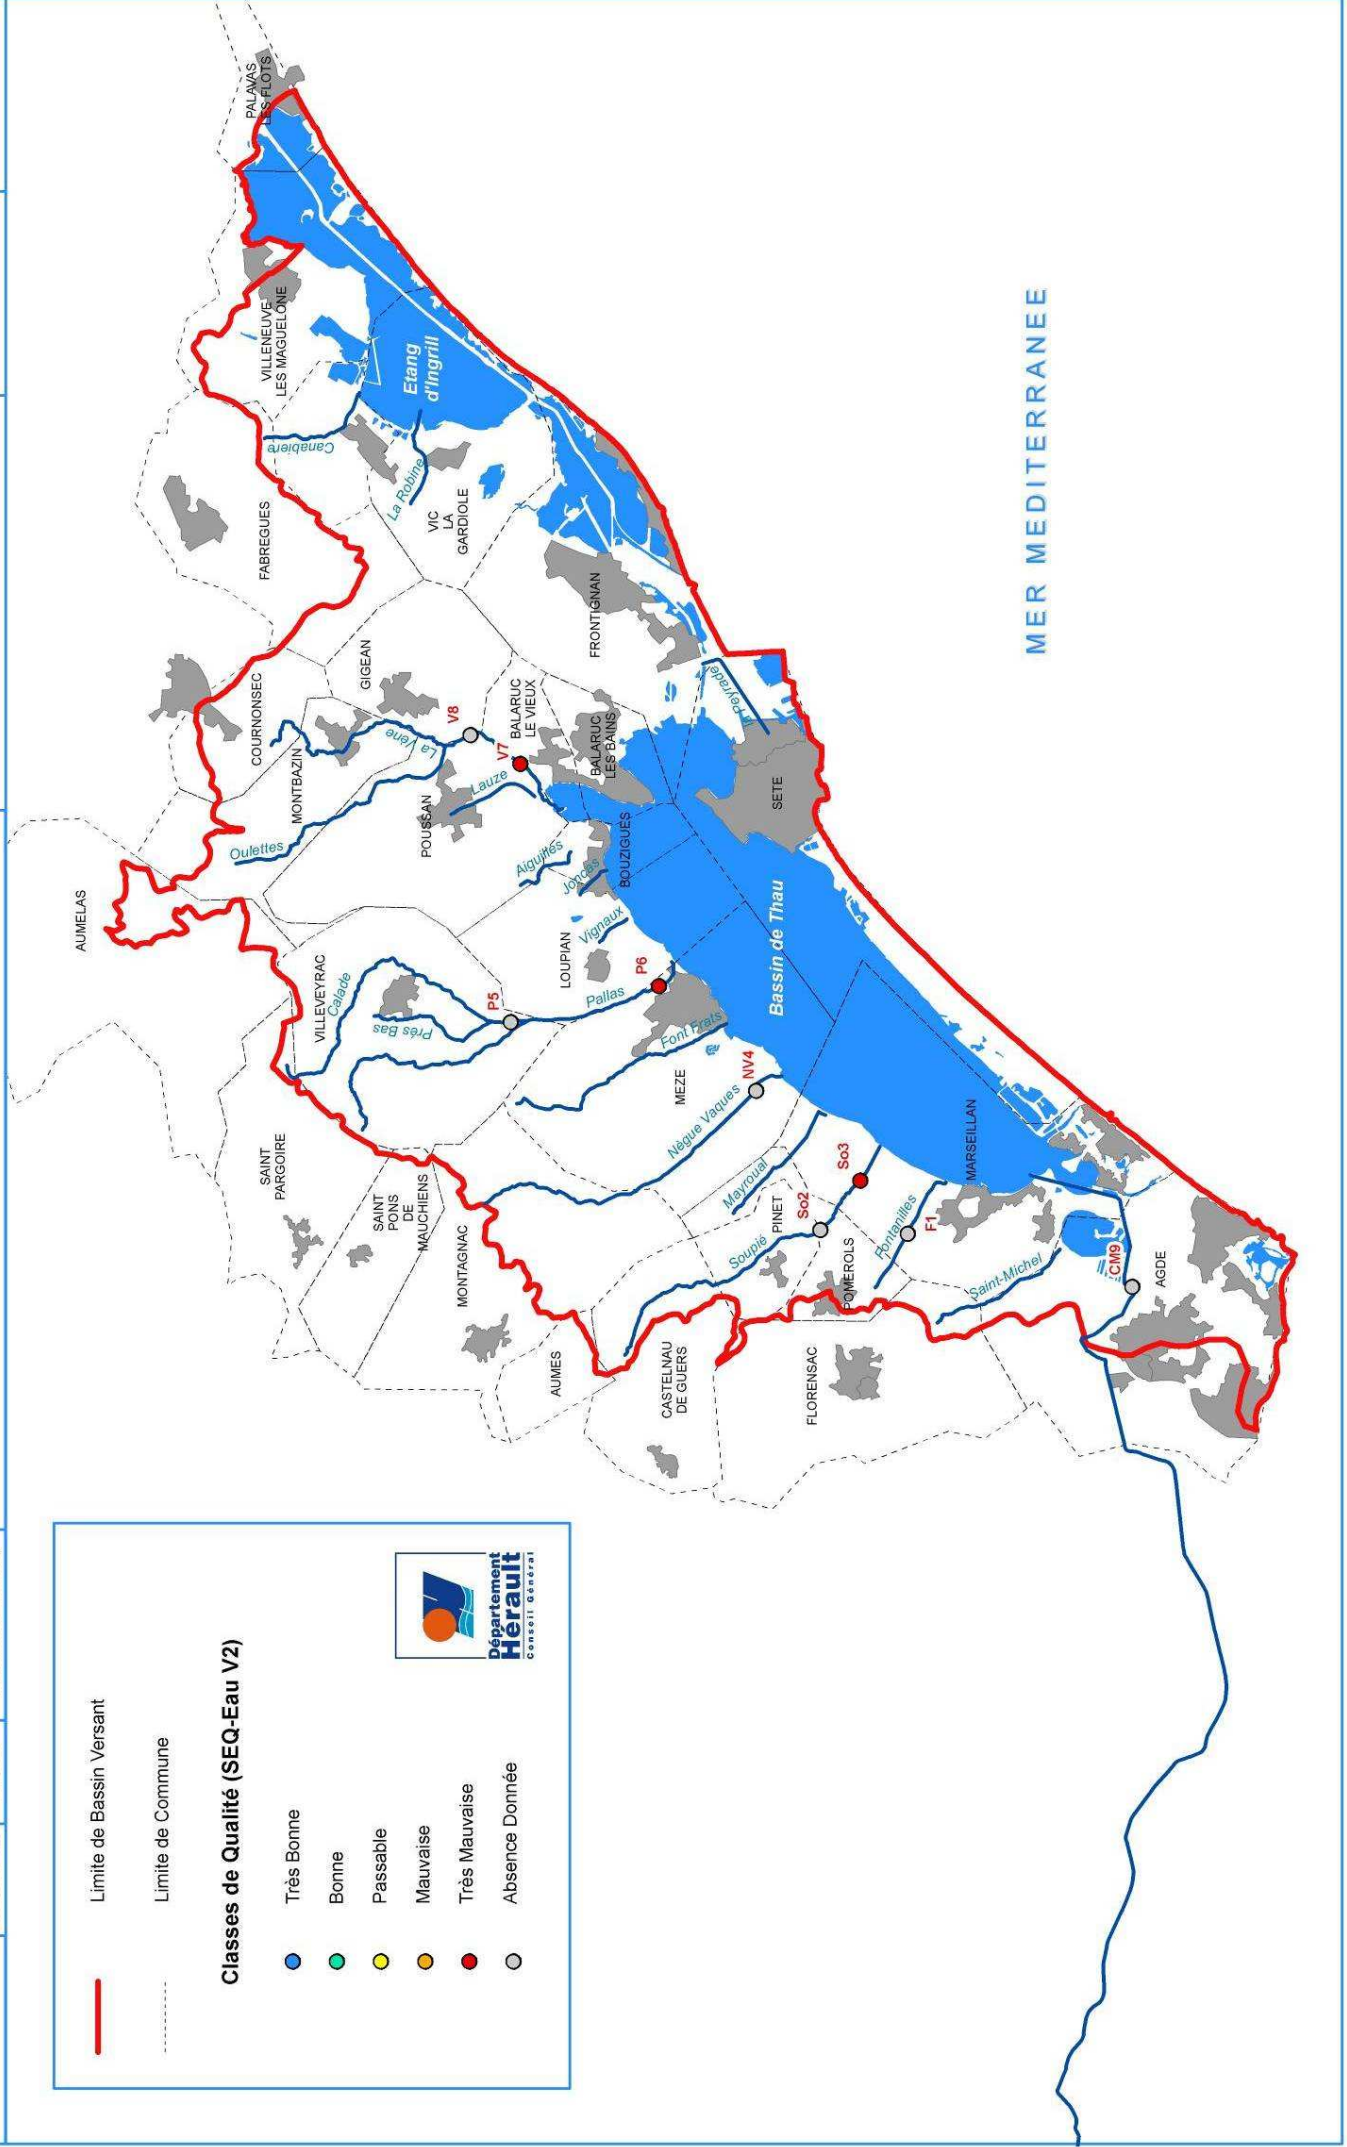 Limite de Bassin Versant
Limite de Commune
Classes de Qualité (SEQ-Eau V2)
Très Bonne
Bonne
Passable
Mauvaise
Très Mauvaise
Absence Donnée
Département
Hérault
Conseil Général
AUMELAS
PALAVAS
LES FLOTS
VILLENEUVE
LES MAGUELONE
Etang
d'Ingrill
Canabière
La Robine
VIC
LA
GARDIOLE
FABREGUES
FRONTIGNAN
COURNONSEC
GIGEAN
MONTBAZIN
La Vène
V8
V7
BALARUC
LE VIEUX
BALARUC
LES BAINS
La Peyrade
SETE
Oulettes
POUSSAN
Lauze
Aiguilles
Joncas
BOUZIGUES
Vignaux
LOUPIAN
VILLEVEYRAC
Calade
Près Bas
P5
P6
Pallas
Font Frats
MEZE
Bassin de Thau
NV4
Nègue Vaques
SAINT
PARGOIRE
SAINT
PONS
DE
MAUCHIENS
MONTAGNAC
Mayroual
PINET
So2
So3
Soupié
POMEROLS
Fontanilles
F1
MARSEILLAN
Saint-Michel
CM9
AGDE
AUMES
CASTELNAU
DE GUERS
FLORENSAC
MER MEDITERRANEE